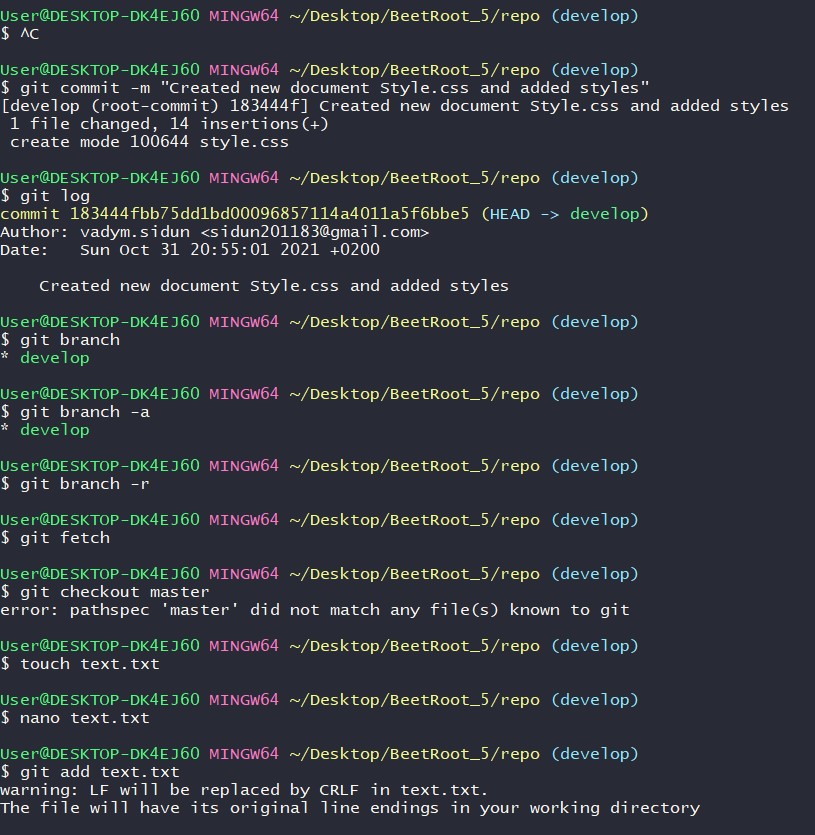 User@DESKTOP-DK4EJ60 MINGW64 ~/Desktop/BeetRoot_5/repo (develop)
$ ^C
User@DESKTOP-DK4EJ60 MINGW64 ~/Desktop/BeetRoot_5/repo (develop)
$ git commit -m "Created new document Style.css and added styles"
[develop (root-commit) 183444f] Created new document Style.css and added styles
 1 file changed, 14 insertions(+)
 create mode 100644 style.css
User@DESKTOP-DK4EJ60 MINGW64 ~/Desktop/BeetRoot_5/repo (develop)
$ git log
commit 183444fbb75dd1bd00096857114a4011a5f6bbe5 (HEAD -> develop)
Author: vadym.sidun <sidun201183@gmail.com>
Date:   Sun Oct 31 20:55:01 2021 +0200
    Created new document Style.css and added styles
User@DESKTOP-DK4EJ60 MINGW64 ~/Desktop/BeetRoot_5/repo (develop)
$ git branch
* develop
User@DESKTOP-DK4EJ60 MINGW64 ~/Desktop/BeetRoot_5/repo (develop)
$ git branch -a
* develop
User@DESKTOP-DK4EJ60 MINGW64 ~/Desktop/BeetRoot_5/repo (develop)
$ git branch -r
User@DESKTOP-DK4EJ60 MINGW64 ~/Desktop/BeetRoot_5/repo (develop)
$ git fetch
User@DESKTOP-DK4EJ60 MINGW64 ~/Desktop/BeetRoot_5/repo (develop)
$ git checkout master
error: pathspec 'master' did not match any file(s) known to git
User@DESKTOP-DK4EJ60 MINGW64 ~/Desktop/BeetRoot_5/repo (develop)
$ touch text.txt
User@DESKTOP-DK4EJ60 MINGW64 ~/Desktop/BeetRoot_5/repo (develop)
$ nano text.txt
User@DESKTOP-DK4EJ60 MINGW64 ~/Desktop/BeetRoot_5/repo (develop)
$ git add text.txt
warning: LF will be replaced by CRLF in text.txt.
The file will have its original line endings in your working directory